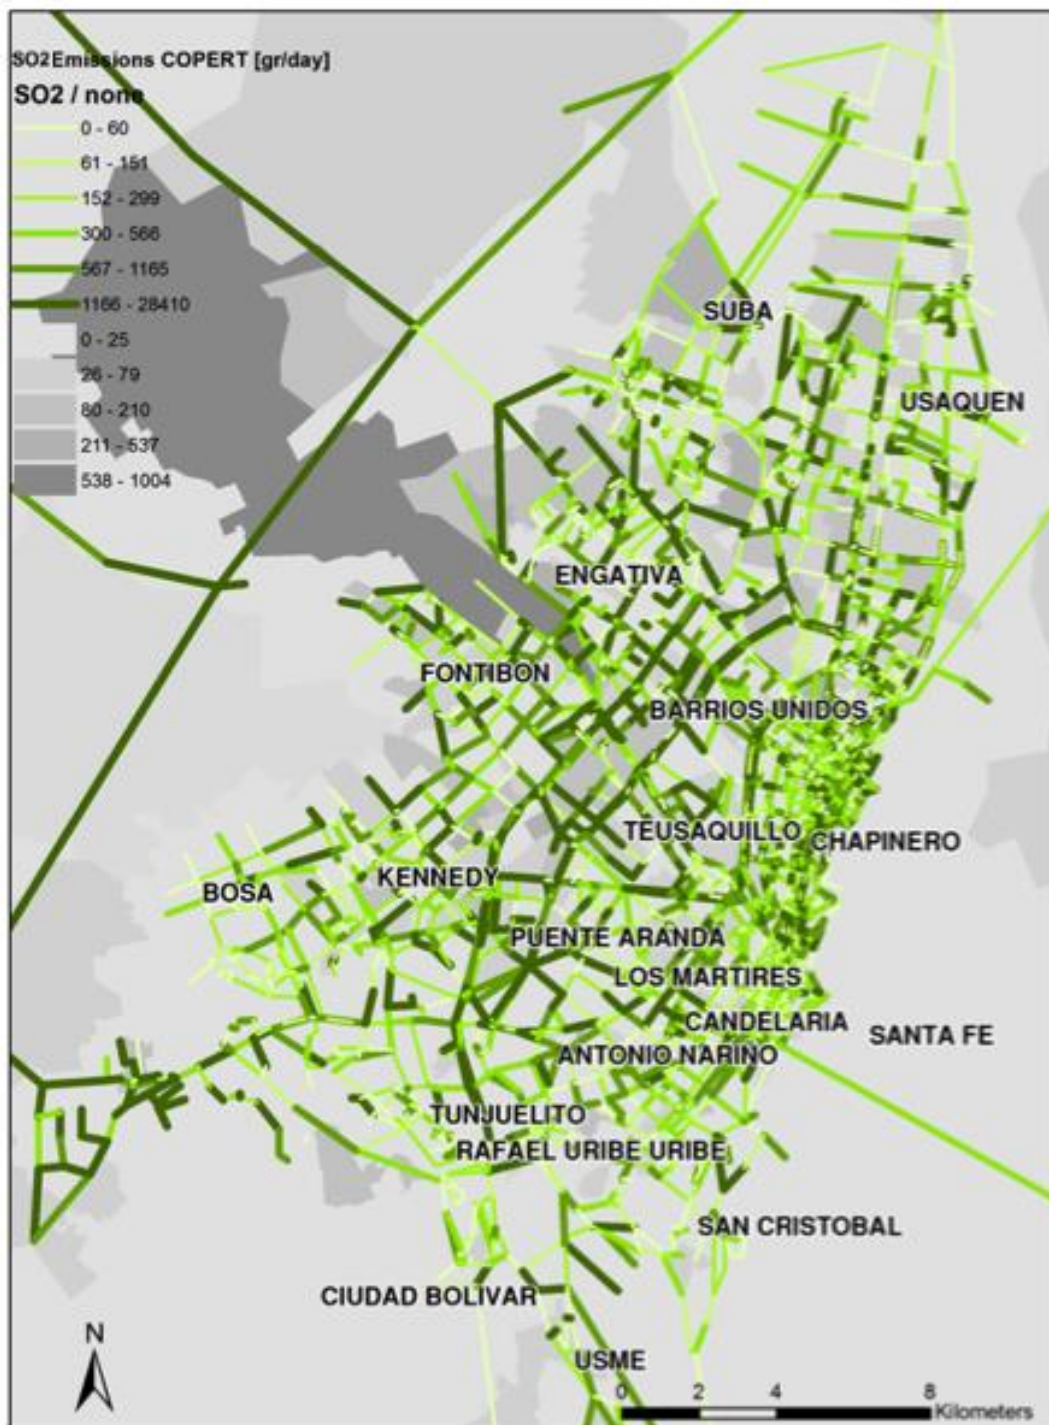 SO2Emissions COPERT [gr/day]
SO2 / none
0 - 60
61 - 151
152 - 299
300 - 566
567 - 1165
1166 - 28410
0 - 25
26 - 79
80 - 210
211 - 537
538 - 1004
SUBA
USAQUEN
ENGATIVA
FONTIBON
BARRIOS UNIDOS
TEUSAQUILLO
CHAPINERO
KENNEDY
BOSA
PUENTE ARANDA
LOS MARTIRES
CANDELARIA
SANTA FE
ANTONIO NARIÑO
TUNJUELITO
RAFAEL URIBE URIBE
SAN CRISTOBAL
CIUDAD BOLIVAR
USME
N
0 2 4 8
Kilometers